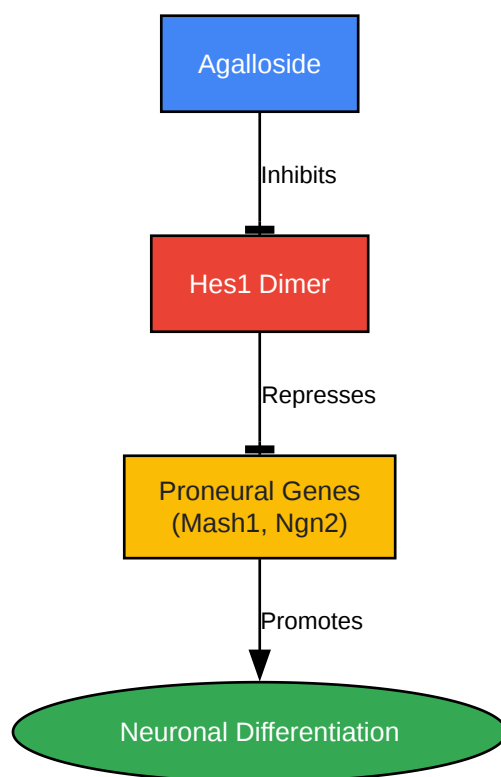 Agalloside
Inhibits
Hes1 Dimer
Represses
Proneural Genes
(Mash1, Ngn2)
Promotes
Neuronal Differentiation